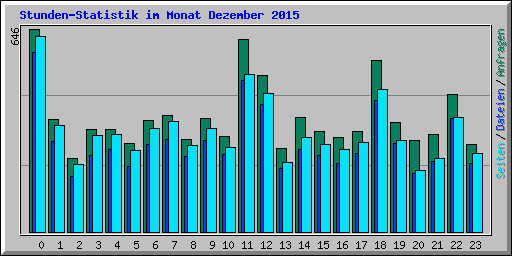 Stunden-Statistik im Monat Dezember 2015
646
Seiten / Dateien / Anfragen
0 1 2 3 4 5 6 7 8 9 10 11 12 13 14 15 16 17 18 19 20 21 22 23